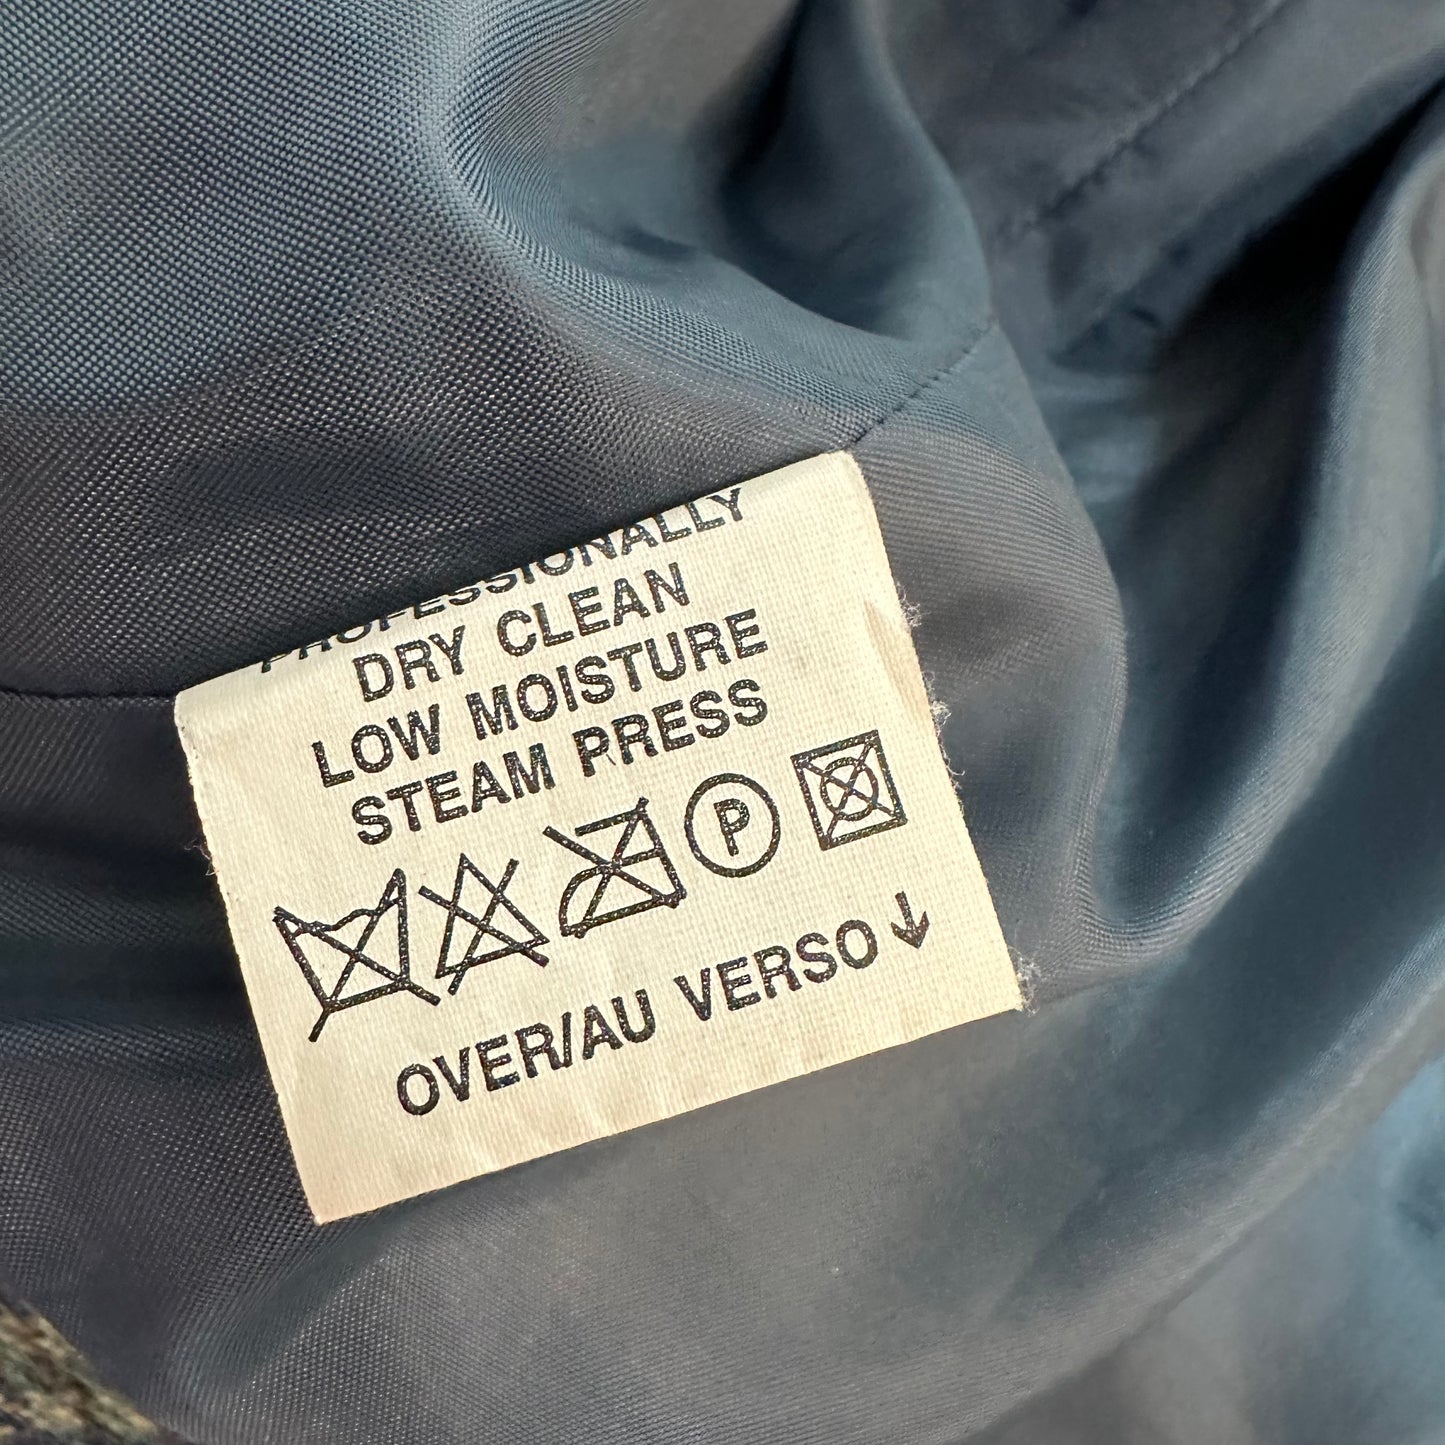 PROFESSIONALLY
DRY CLEAN
LOW MOISTURE
STEAM PRESS
P
OVER/AU VERSO↓